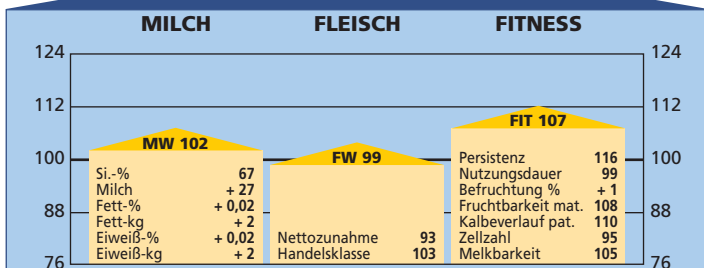 MILCH FLEISCH FITNESS
124 124
112 112
100 100
88 88
76 76
MW 102
Si.-% 67
Milch + 27
Fett-% + 0,02
Fett-kg + 2
Eiweiß-% + 0,02
Eiweiß-kg + 2
FW 99
Nettozunahme 93
Handelsklasse 103
FIT 107
Persistenz 116
Nutzungsdauer 99
Befruchtung % + 1
Fruchtbarkeit mat. 108
Kalbeverlauf pat. 110
Zellzahl 95
Melkbarkeit 105